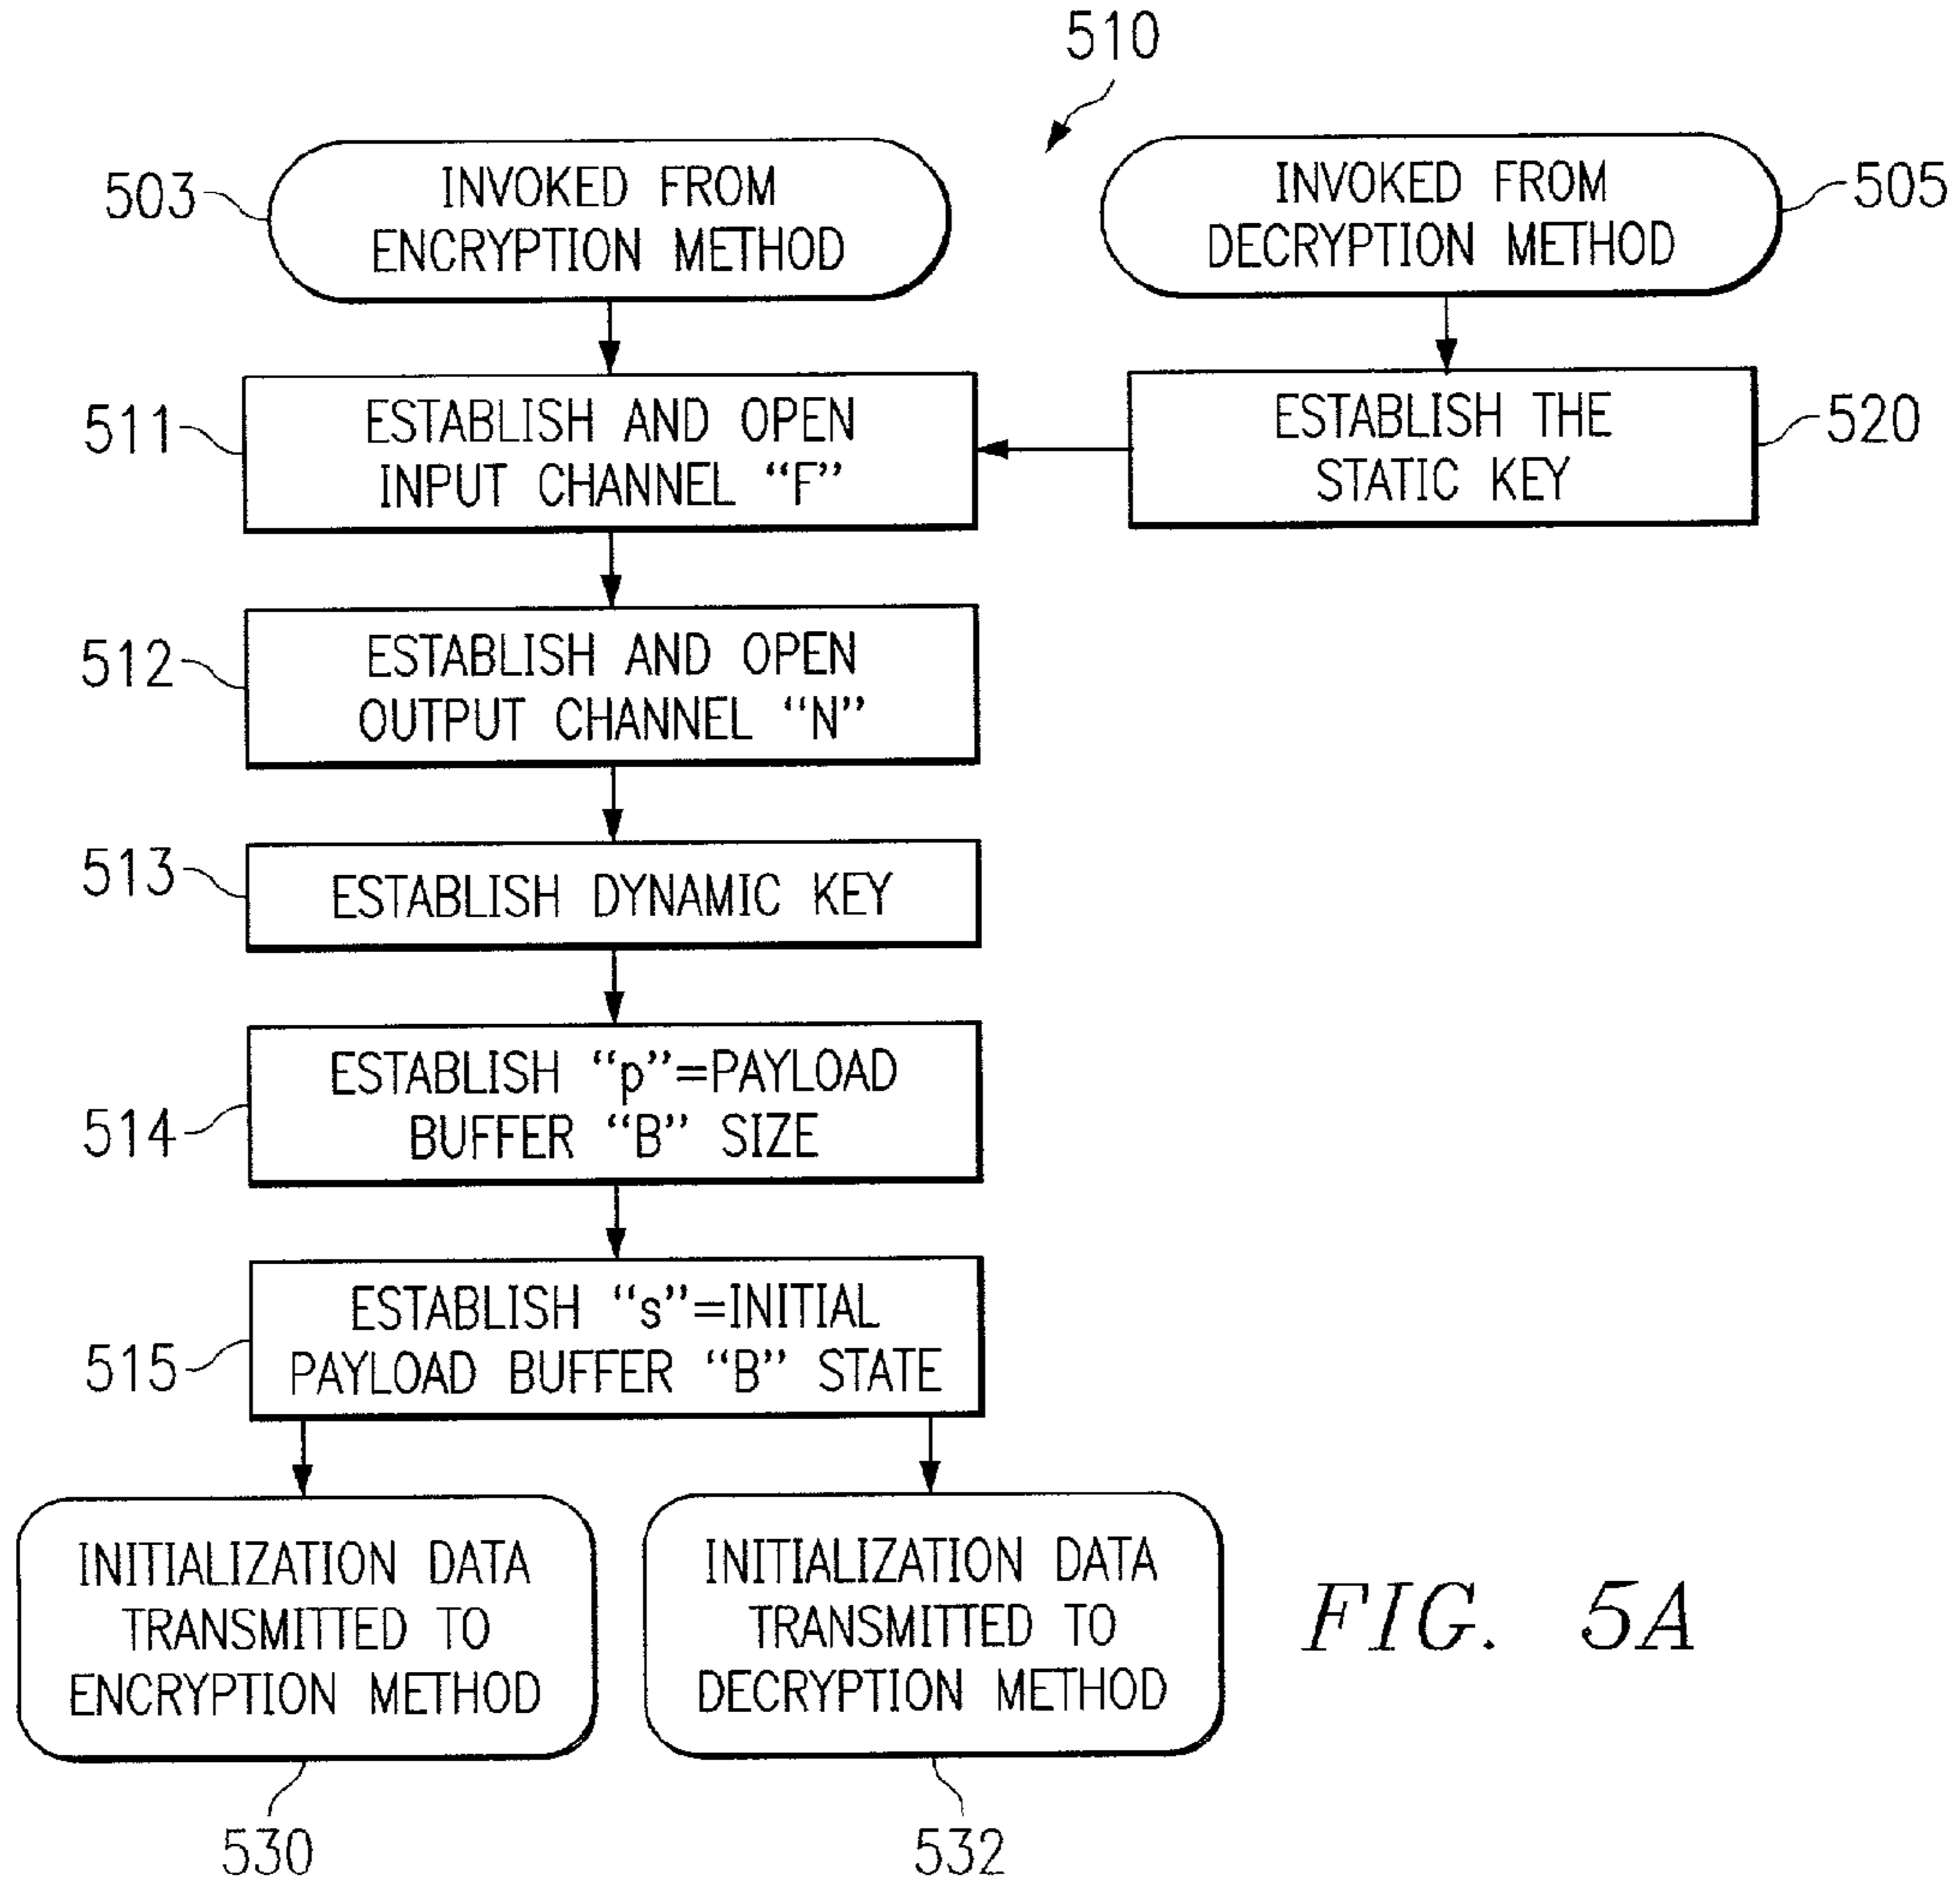 510
503
INVOKED FROM
ENCRYPTION METHOD
INVOKED FROM
DECRYPTION METHOD
505
511
ESTABLISH AND OPEN
INPUT CHANNEL “F”
ESTABLISH THE
STATIC KEY
520
512
ESTABLISH AND OPEN
OUTPUT CHANNEL “N”
513
ESTABLISH DYNAMIC KEY
514
ESTABLISH “p”=PAYLOAD
BUFFER “B” SIZE
515
ESTABLISH “s”=INITIAL
PAYLOAD BUFFER “B” STATE
INITIALIZATION DATA
TRANSMITTED TO
ENCRYPTION METHOD
530
INITIALIZATION DATA
TRANSMITTED TO
DECRYPTION METHOD
532
FIG. 5A